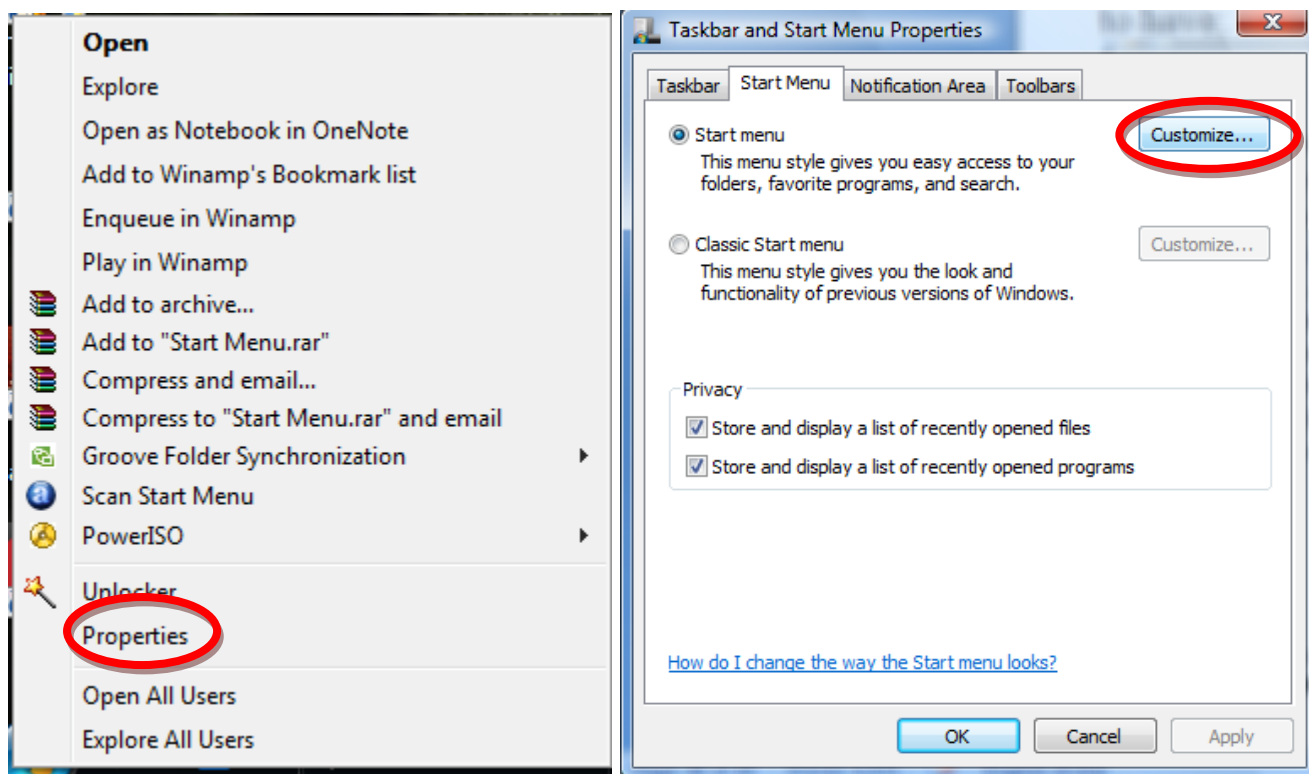 Open
Explore
Open as Notebook in OneNote
Add to Winamp's Bookmark list
Enqueue in Winamp
Play in Winamp
Add to archive...
Add to "Start Menu.rar"
Compress and email...
Compress to "Start Menu.rar" and email
Groove Folder Synchronization
Scan Start Menu
PowerISO
Unlocker
Properties
Open All Users
Explore All Users
Taskbar and Start Menu Properties
Taskbar Start Menu Notification Area Toolbars
Start menu Customize...
This menu style gives you easy access to your
folders, favorite programs, and search.
Classic Start menu Customize...
This menu style gives you the look and
functionality of previous versions of Windows.
Privacy
Store and display a list of recently opened files
Store and display a list of recently opened programs
How do I change the way the Start menu looks?
OK Cancel Apply